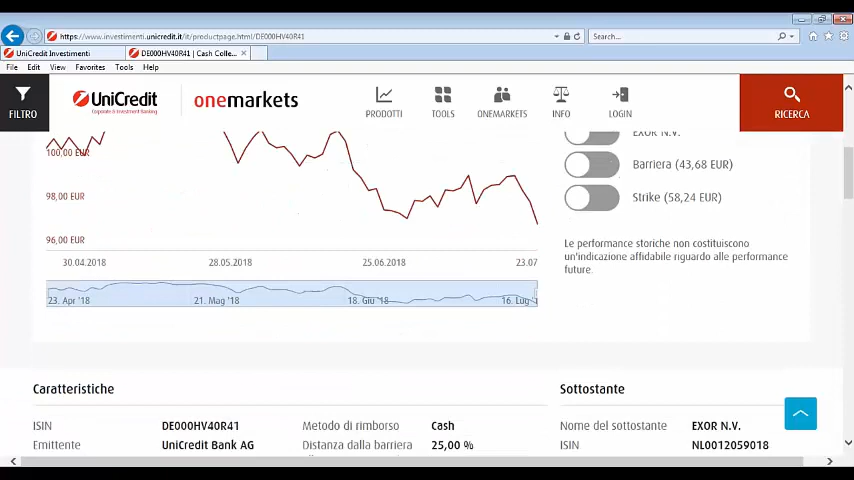 https://www.investimenti.unicredit.it/it/productpage.html/DE000HV40R41
Search...
UniCredit Investimenti
DE000HV40R41 | Cash Colle...
File Edit View Favorites Tools Help
FILTRO
UniCredit
Corporate & Investment Banking
onemarkets
PRODOTTI
TOOLS
ONEMARKETS
INFO
LOGIN
RICERCA
EXOR N.V.
100,00 EUR
Barriera (43,68 EUR)
98,00 EUR
Strike (58,24 EUR)
96,00 EUR
Le performance storiche non costituiscono
un'indicazione affidabile riguardo alle performance
future.
30.04.2018 28.05.2018 25.06.2018 23.07
23. Apr '18 21. Mag '18 18. Giu '18 16. Lug
Caratteristiche
Sottostante
ISIN DE000HV40R41 Metodo di rimborso Cash
Nome del sottostante EXOR N.V.
Emittente UniCredit Bank AG Distanza dalla barriera 25,00 %
ISIN NL0012059018